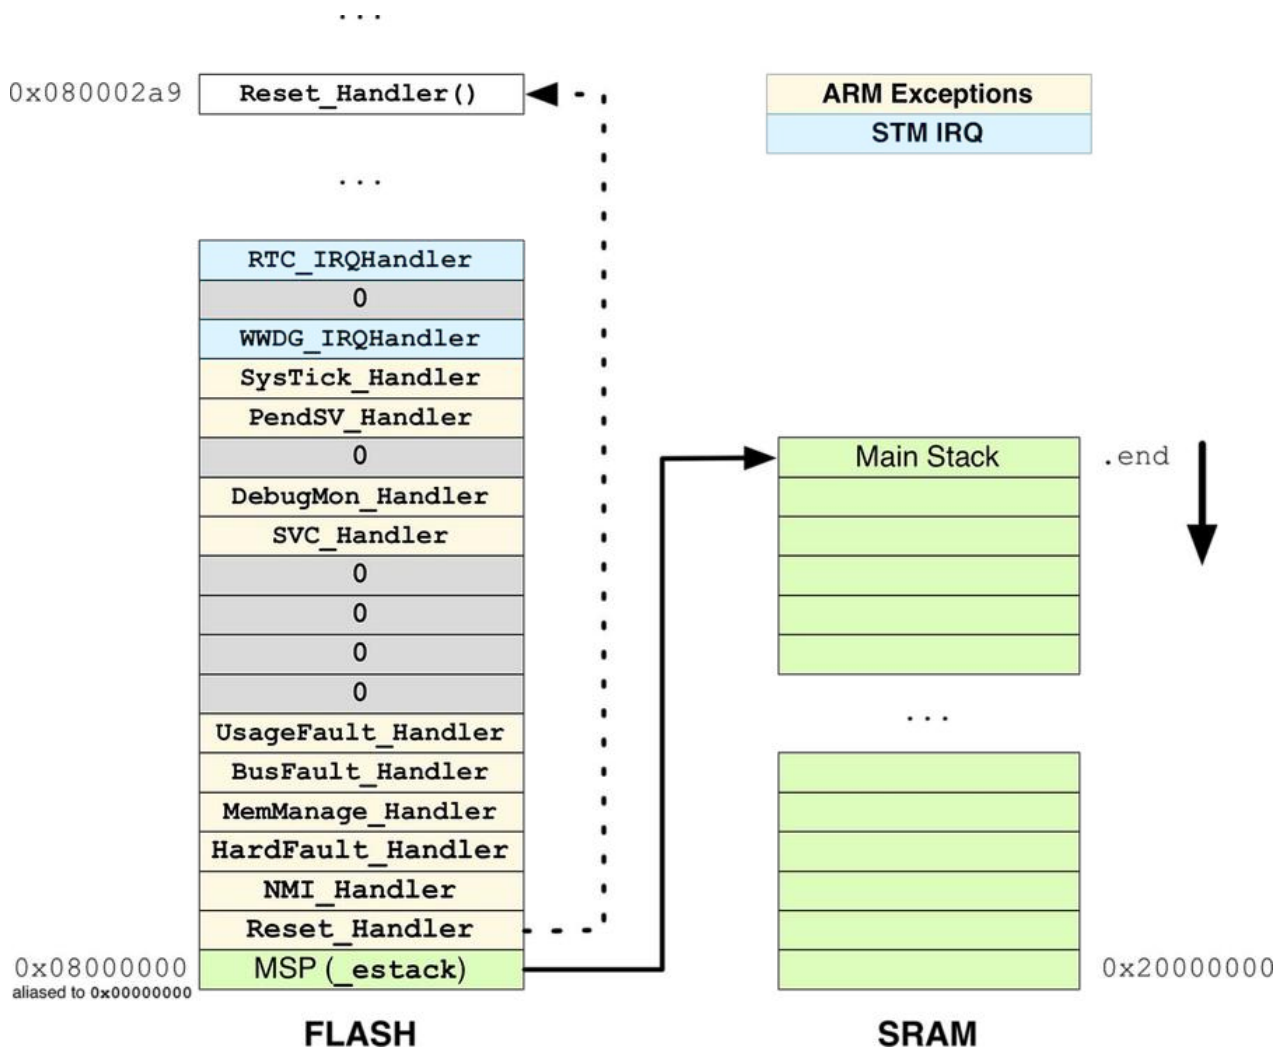 ...
0x080002a9
Reset_Handler()
...
RTC_IRQHandler
0
WWDG_IRQHandler
SysTick_Handler
PendSV_Handler
0
DebugMon_Handler
SVC_Handler
0
0
0
0
UsageFault_Handler
BusFault_Handler
MemManage_Handler
HardFault_Handler
NMI_Handler
Reset_Handler
0x08000000
aliased to 0x00000000
MSP (_estack)
FLASH
ARM Exceptions
STM IRQ
Main Stack
.end
...
0x20000000
SRAM